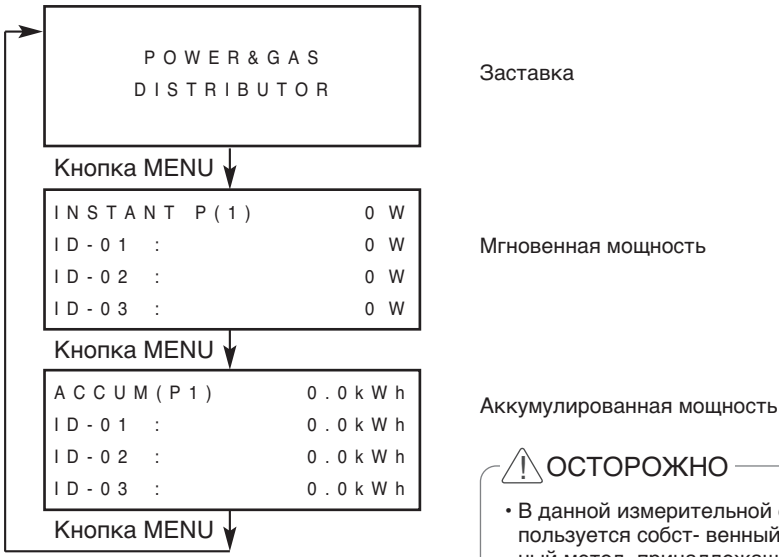 POWER&GAS
DISTRIBUTOR
Заставка
Кнопка MENU
INSTANT P(1) 0 W
ID-01 : 0 W
ID-02 : 0 W
ID-03 : 0 W
Мгновенная мощность
Кнопка MENU
ACCUM(P1) 0.0kWh
ID-01 : 0.0kWh
ID-02 : 0.0kWh
ID-03 : 0.0kWh
Аккумулированная мощность
Кнопка MENU
ОСТОРОЖНО
• В данной измерительной
пользуется собст- венный